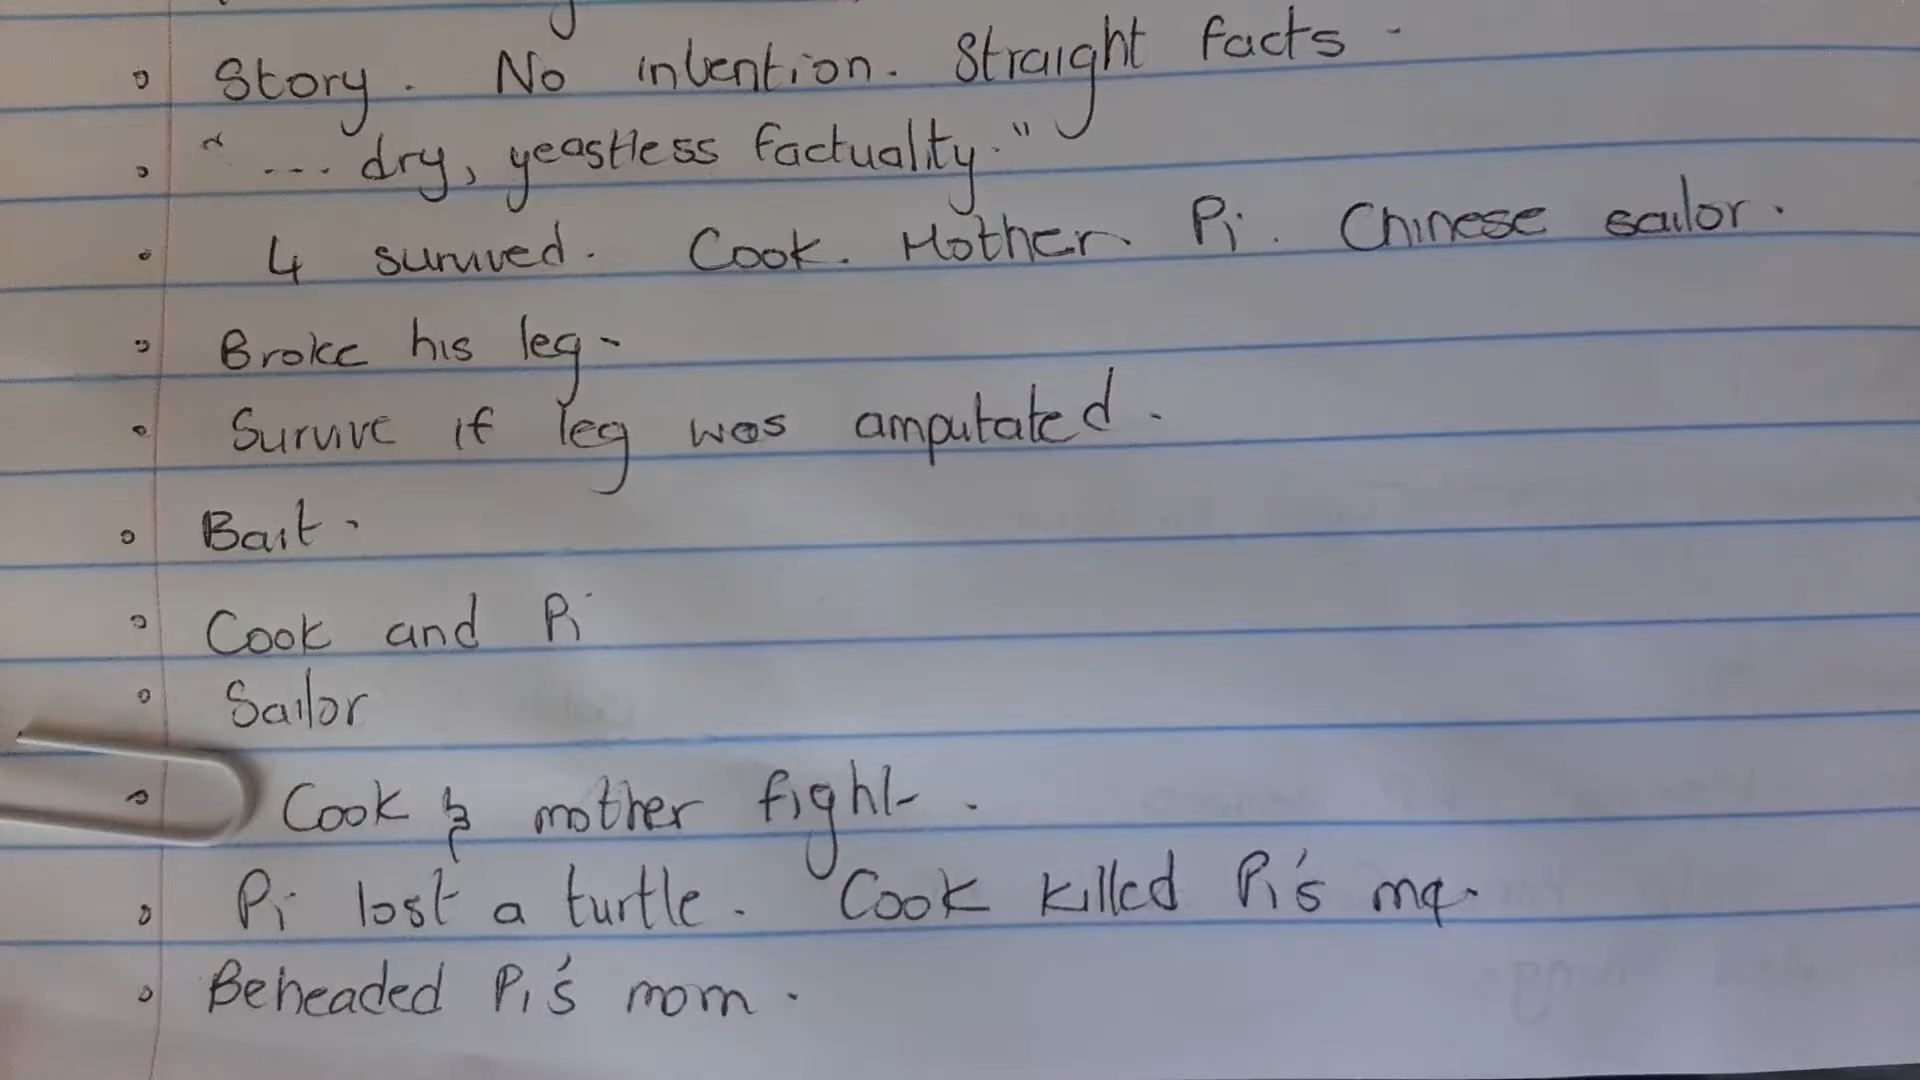 Story. No invention. Straight facts.
"... dry, yeastless factuality."
4 survived. Cook. Mother. Pi. Chinese sailor.
Broke his leg.
Survive if leg was amputated.
Bait.
Cook and Pi
Sailor
Cook & mother fight.
Pi lost a turtle. Cook killed Pi's ma.
Beheaded Pi's mom.